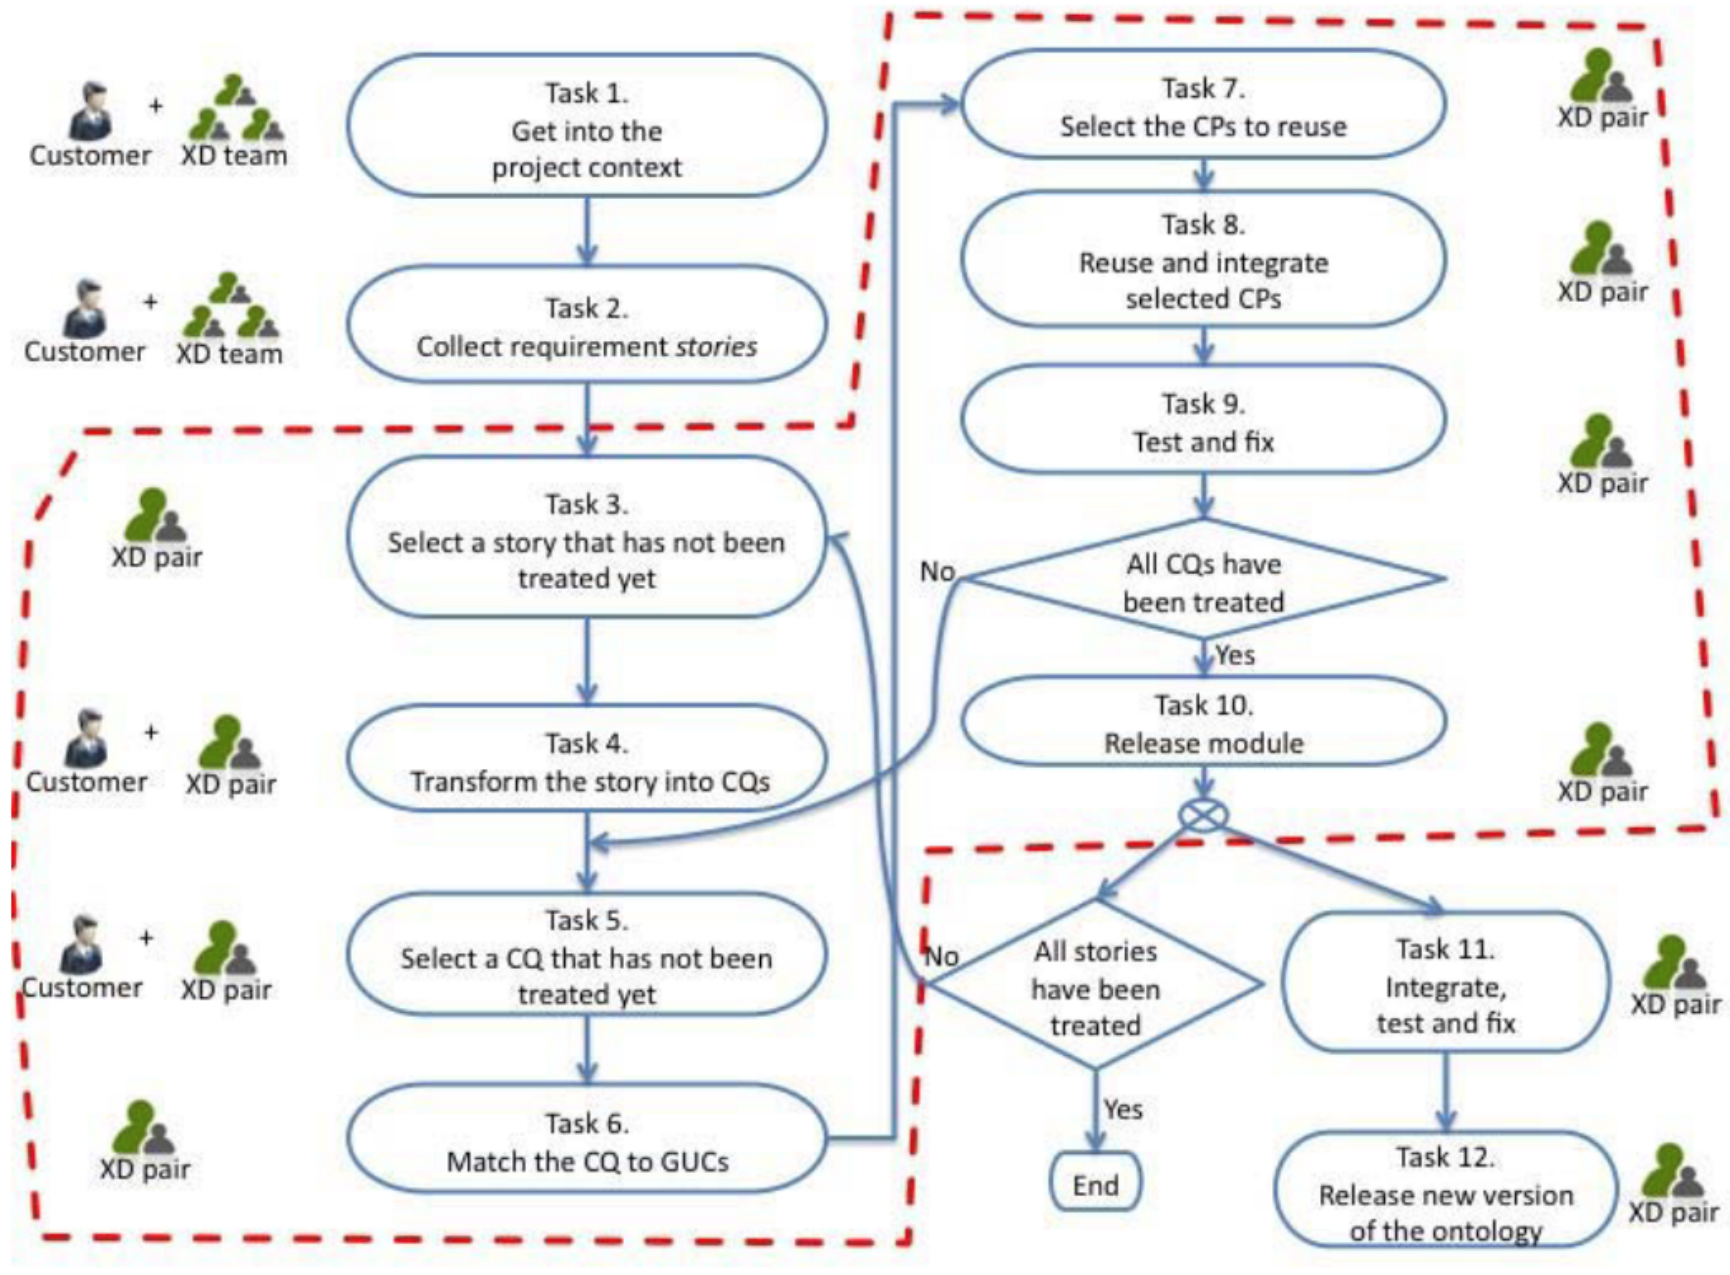 Customer
+
XD team
Task 1.
Get into the
project context
Customer
+
XD team
Task 2.
Collect requirement stories
XD pair
Task 3.
Select a story that has not been
treated yet
Customer
+
XD pair
Task 4.
Transform the story into CQs
Customer
+
XD pair
Task 5.
Select a CQ that has not been
treated yet
XD pair
Task 6.
Match the CQ to GUCs
Task 7.
Select the CPs to reuse
XD pair
Task 8.
Reuse and integrate
selected CPs
XD pair
Task 9.
Test and fix
XD pair
No
All CQs have
been treated
Yes
Task 10.
Release module
XD pair
No
All stories
have been
treated
Yes
End
Task 11.
Integrate,
test and fix
XD pair
Task 12.
Release new version
of the ontology
XD pair